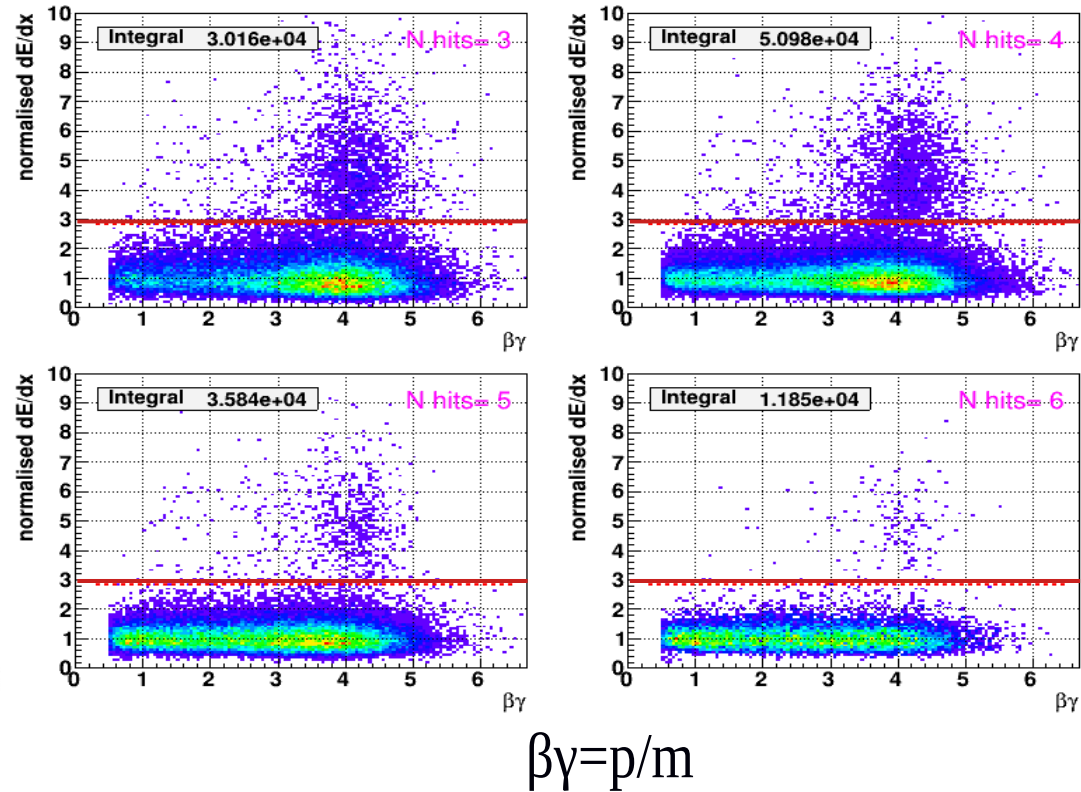 normalised dE/dx
Integral 3.016e+04
N hits= 3
10
9
8
7
6
5
4
3
2
1
0
0 1 2 3 4 5 6
βγ
normalised dE/dx
Integral 5.098e+04
N hits= 4
10
9
8
7
6
5
4
3
2
1
0
0 1 2 3 4 5 6
βγ
normalised dE/dx
Integral 3.584e+04
N hits= 5
10
9
8
7
6
5
4
3
2
1
0
0 1 2 3 4 5 6
βγ
normalised dE/dx
Integral 1.185e+04
N hits= 6
10
9
8
7
6
5
4
3
2
1
0
0 1 2 3 4 5 6
βγ
βγ=p/m